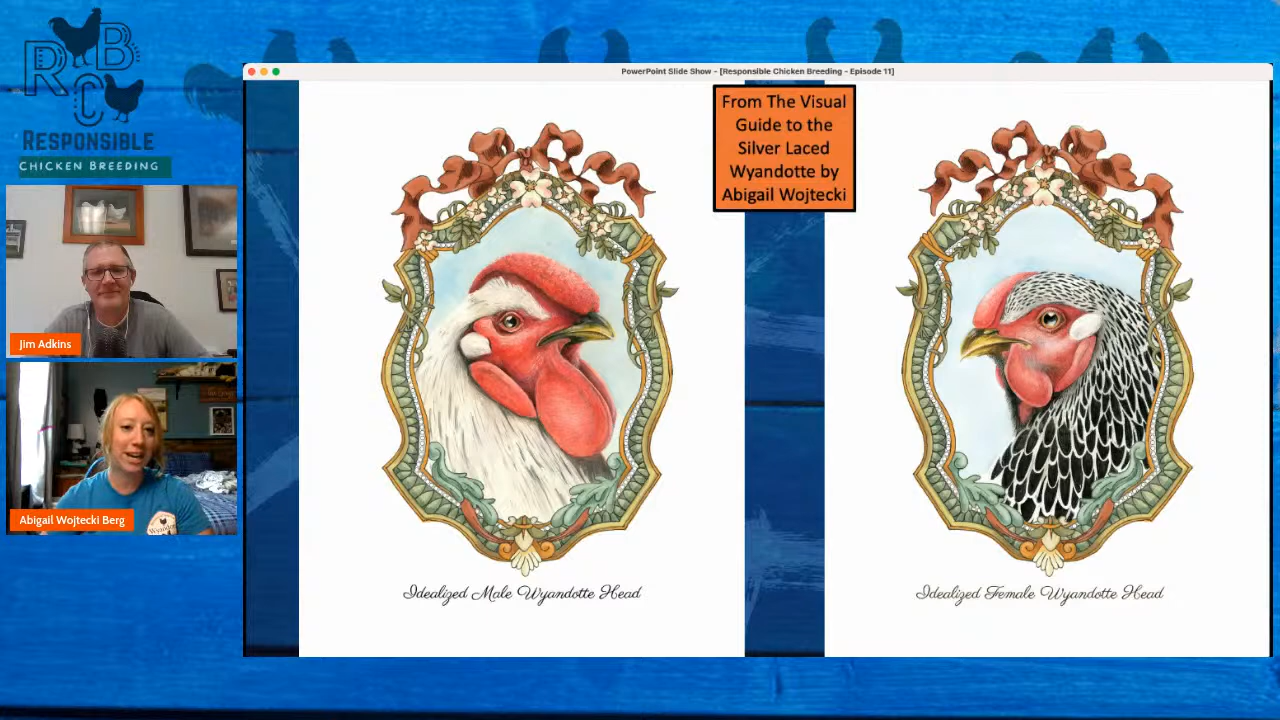 RBC
RESPONSIBLE
CHICKEN BREEDING
Jim Adkins
Abigail Wojtecki Berg
PowerPoint Slide Show - [Responsible Chicken Breeding - Episode 11]
From The Visual
Guide to the
Silver Laced
Wyandotte by
Abigail Wojtecki
Idealized Male Wyandotte Head
Idealized Female Wyandotte Head